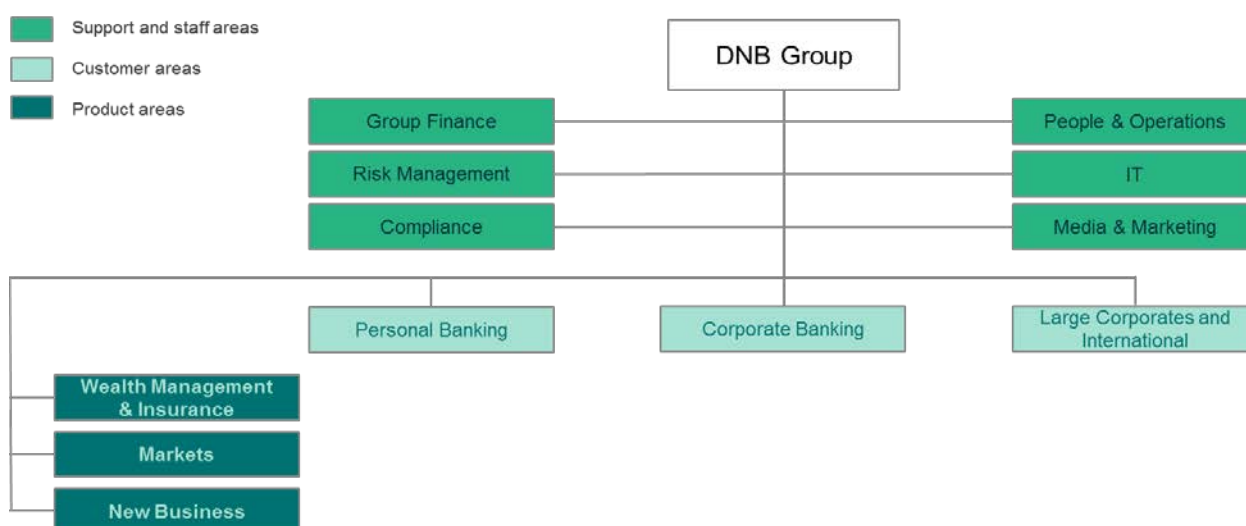 Support and staff areas
Customer areas
Product areas
DNB Group
Group Finance
People & Operations
Risk Management
IT
Compliance
Media & Marketing
Personal Banking
Corporate Banking
Large Corporates and
International
Wealth Management
& Insurance
Markets
New Business